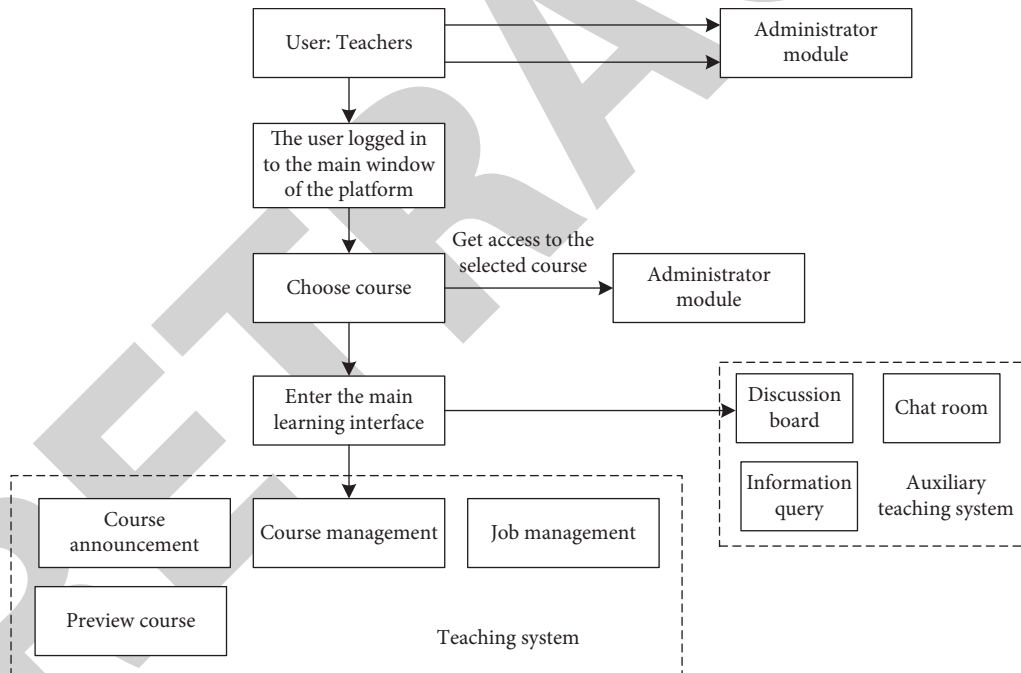 User: Teachers
Administrator
module
The user logged in
to the main window
of the platform
Get access to the
selected course
Choose course
Administrator
module
Enter the main
learning interface
Discussion
board
Chat room
Information
query
Auxiliary
teaching system
Course
announcement
Course management
Job management
Preview course
Teaching system
RETRAC